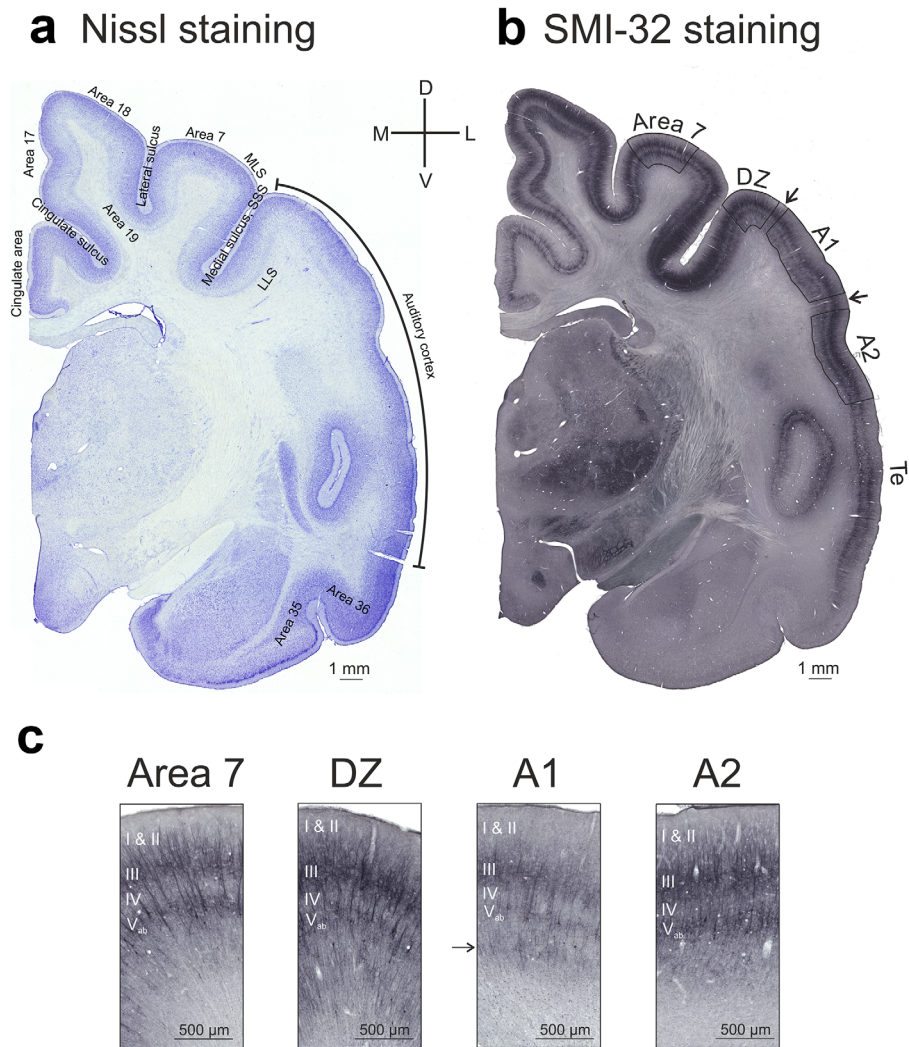 a Nissl staining
b SMI-32 staining
D
M L
V
Area 17
Area 18
Lateral sulcus
Area 7
MLS
Medial sulcus, SSS
Cingulate sulcus
Area 19
Cingulate area
LLS
Auditory cortex
Area 35
Area 36
1 mm
Area 7
DZ
A1
A2
Te
1 mm
c
Area 7
DZ
A1
A2
I & II
III
IV
Vab
500 µm
I & II
III
IV
Vab
500 µm
I & II
III
IV
Vab
500 µm
I & II
III
IV
Vab
500 µm